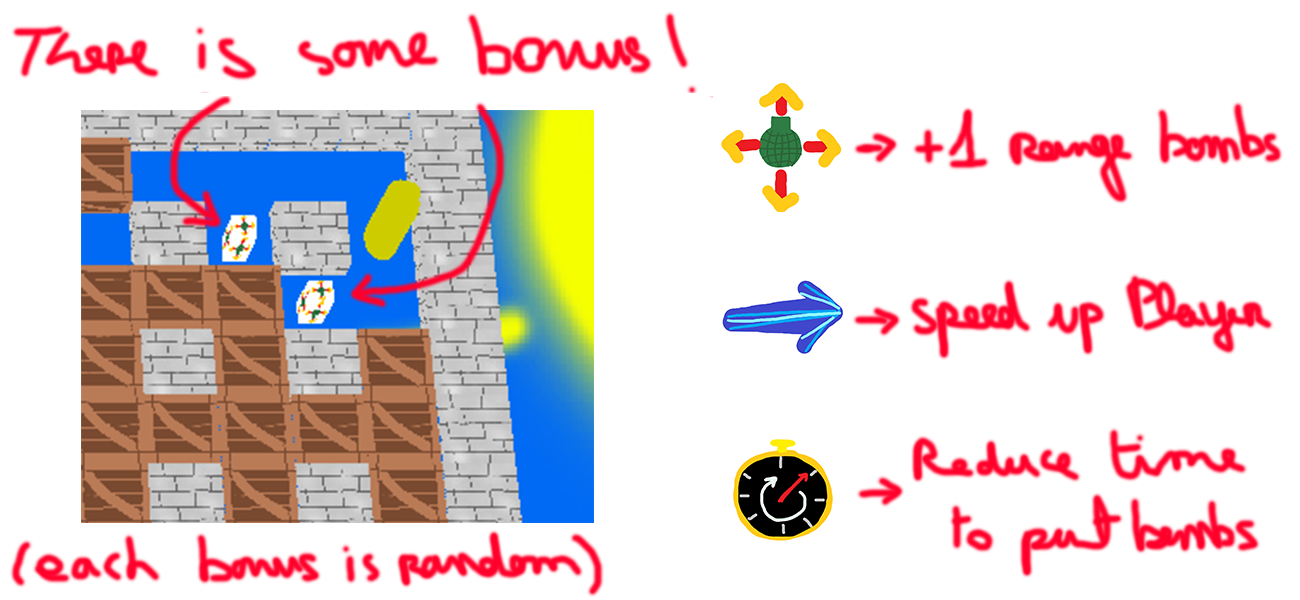 There is some bonus!
+1 range bombs
speed up Player
Reduce time
to put bombs
(each bonus is random)